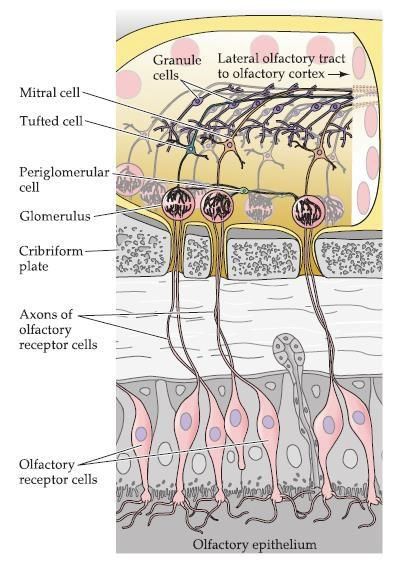 Granule
cells
Lateral olfactory tract
to olfactory cortex
Mitral cell
Tufted cell
Periglomerular
cell
Glomerulus
Cribriform
plate
Axons of
olfactory
receptor cells
Olfactory
receptor cells
Olfactory epithelium